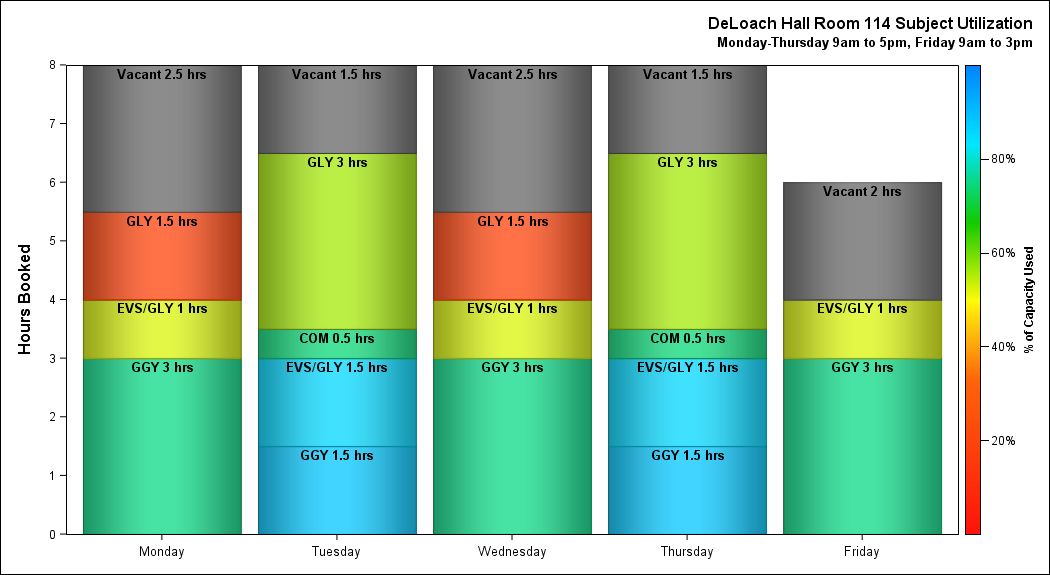 DeLoach Hall Room 114 Subject Utilization
Monday-Thursday 9am to 5pm, Friday 9am to 3pm
Hours Booked
8
7
6
5
4
3
2
1
0
Vacant 2.5 hrs
GLY 1.5 hrs
EVS/GLY 1 hrs
GGY 3 hrs
Monday
Vacant 1.5 hrs
GLY 3 hrs
COM 0.5 hrs
EVS/GLY 1.5 hrs
GGY 1.5 hrs
Tuesday
Vacant 2.5 hrs
GLY 1.5 hrs
EVS/GLY 1 hrs
GGY 3 hrs
Wednesday
Vacant 1.5 hrs
GLY 3 hrs
COM 0.5 hrs
EVS/GLY 1.5 hrs
GGY 1.5 hrs
Thursday
Vacant 2 hrs
EVS/GLY 1 hrs
GGY 3 hrs
Friday
80%
60%
40%
20%
% of Capacity Used